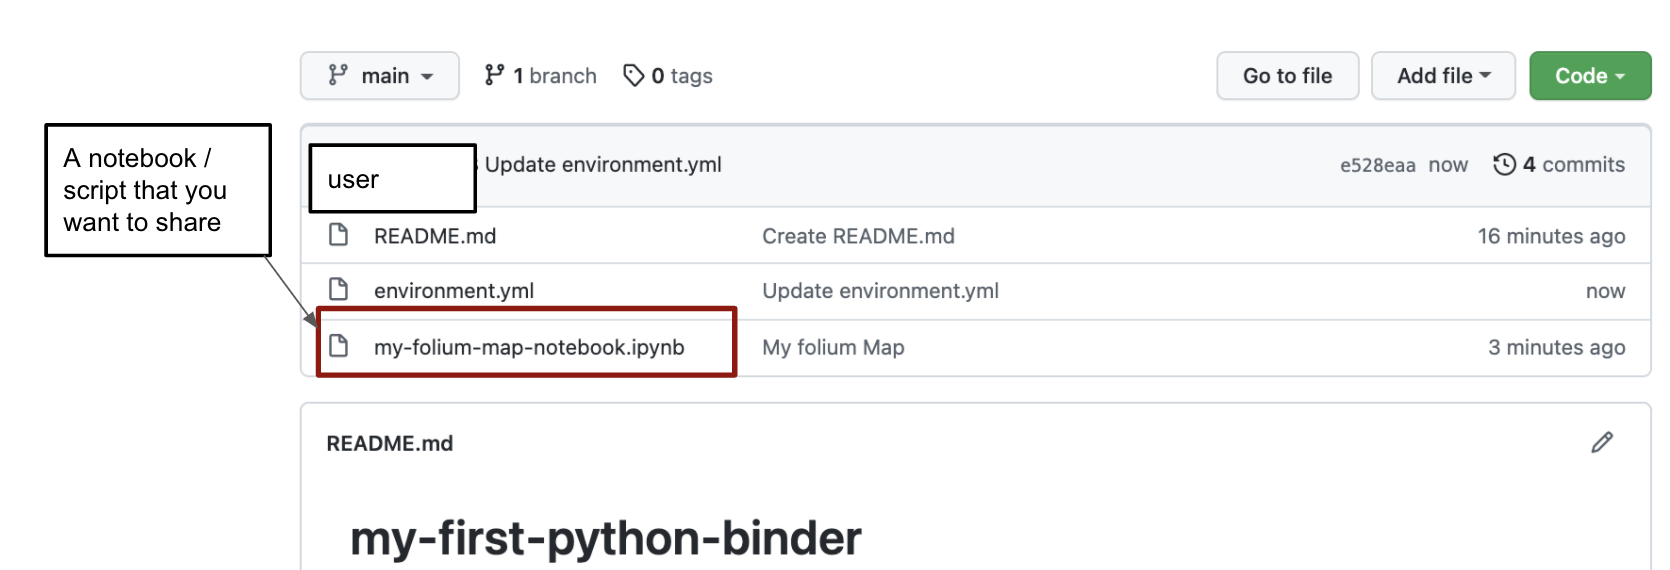 main 1 branch 0 tags Go to file Add file Code
A notebook /
script that you
want to share
user Update environment.yml e528eaa now 4 commits
README.md Create README.md 16 minutes ago
environment.yml Update environment.yml now
my-folium-map-notebook.ipynb My folium Map 3 minutes ago
README.md
my-first-python-binder